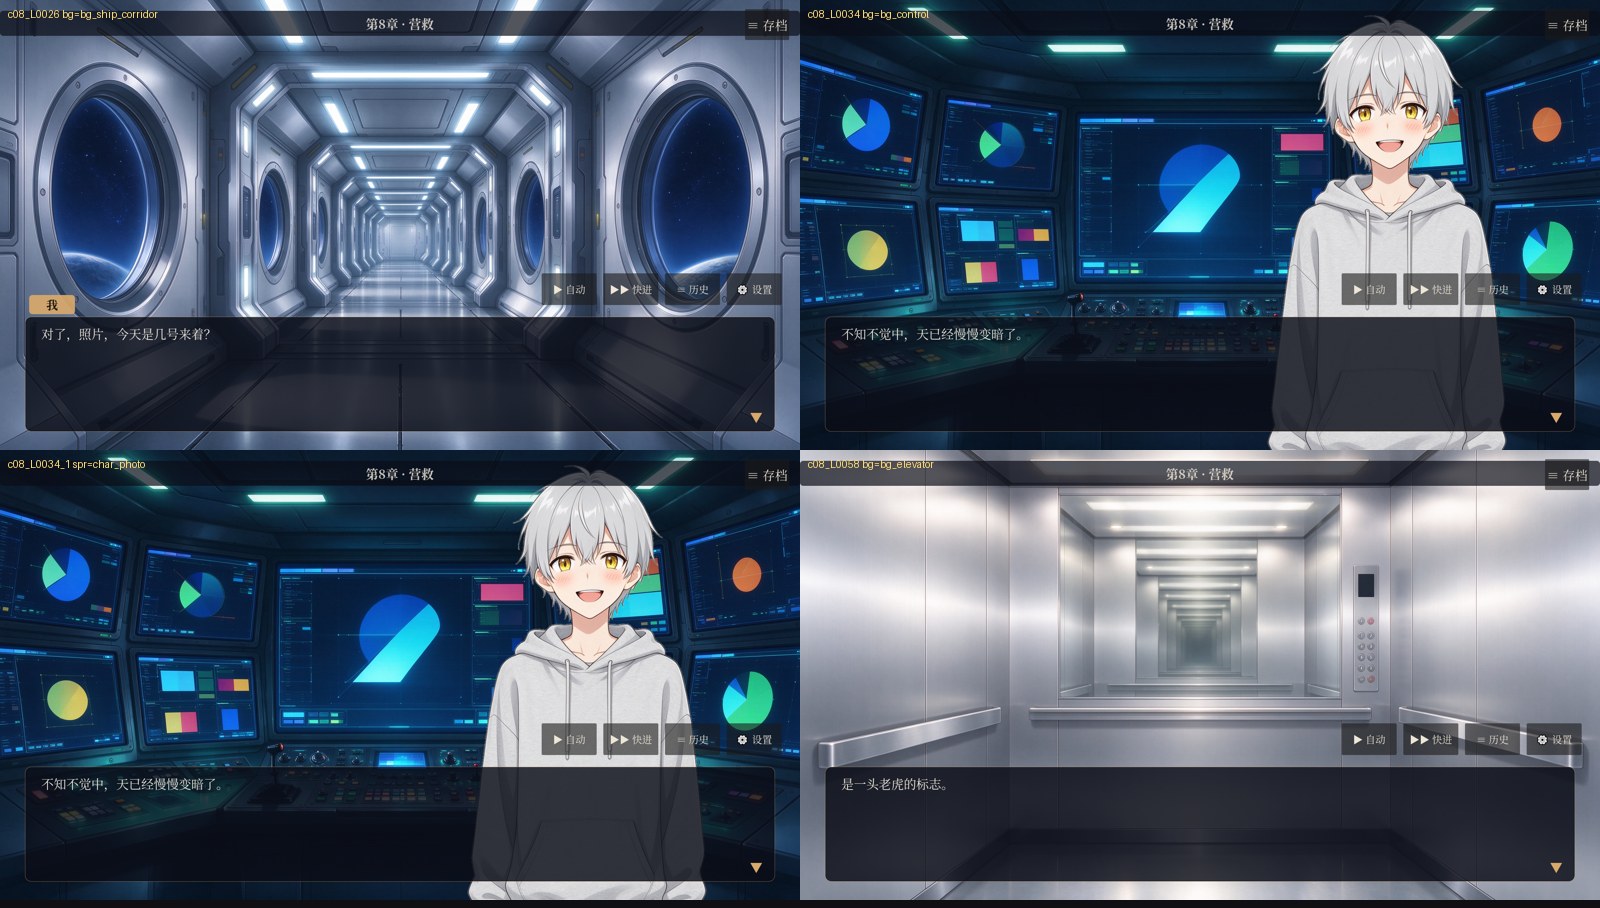 c08_L0026 bg=bg_ship_corridor
第8章 · 营救
≡ 存档
▶ 自动
▶▶ 快进
≡ 历史
设置
我
对了，照片，今天是几号来着?
c08_L0034 bg=bg_control
第8章 · 营救
≡ 存档
▶ 自动
▶▶ 快进
≡ 历史
设置
不知不觉中，天已经慢慢变暗了。
c08_L0034_1 spr=char_photo
第8章 · 营救
≡ 存档
▶ 自动
▶▶ 快进
≡ 历史
设置
不知不觉中，天已经慢慢变暗了。
c08_L0058 bg=bg_elevator
第8章 · 营救
≡ 存档
▶ 自动
▶▶ 快进
≡ 历史
设置
是一头老虎的标志。